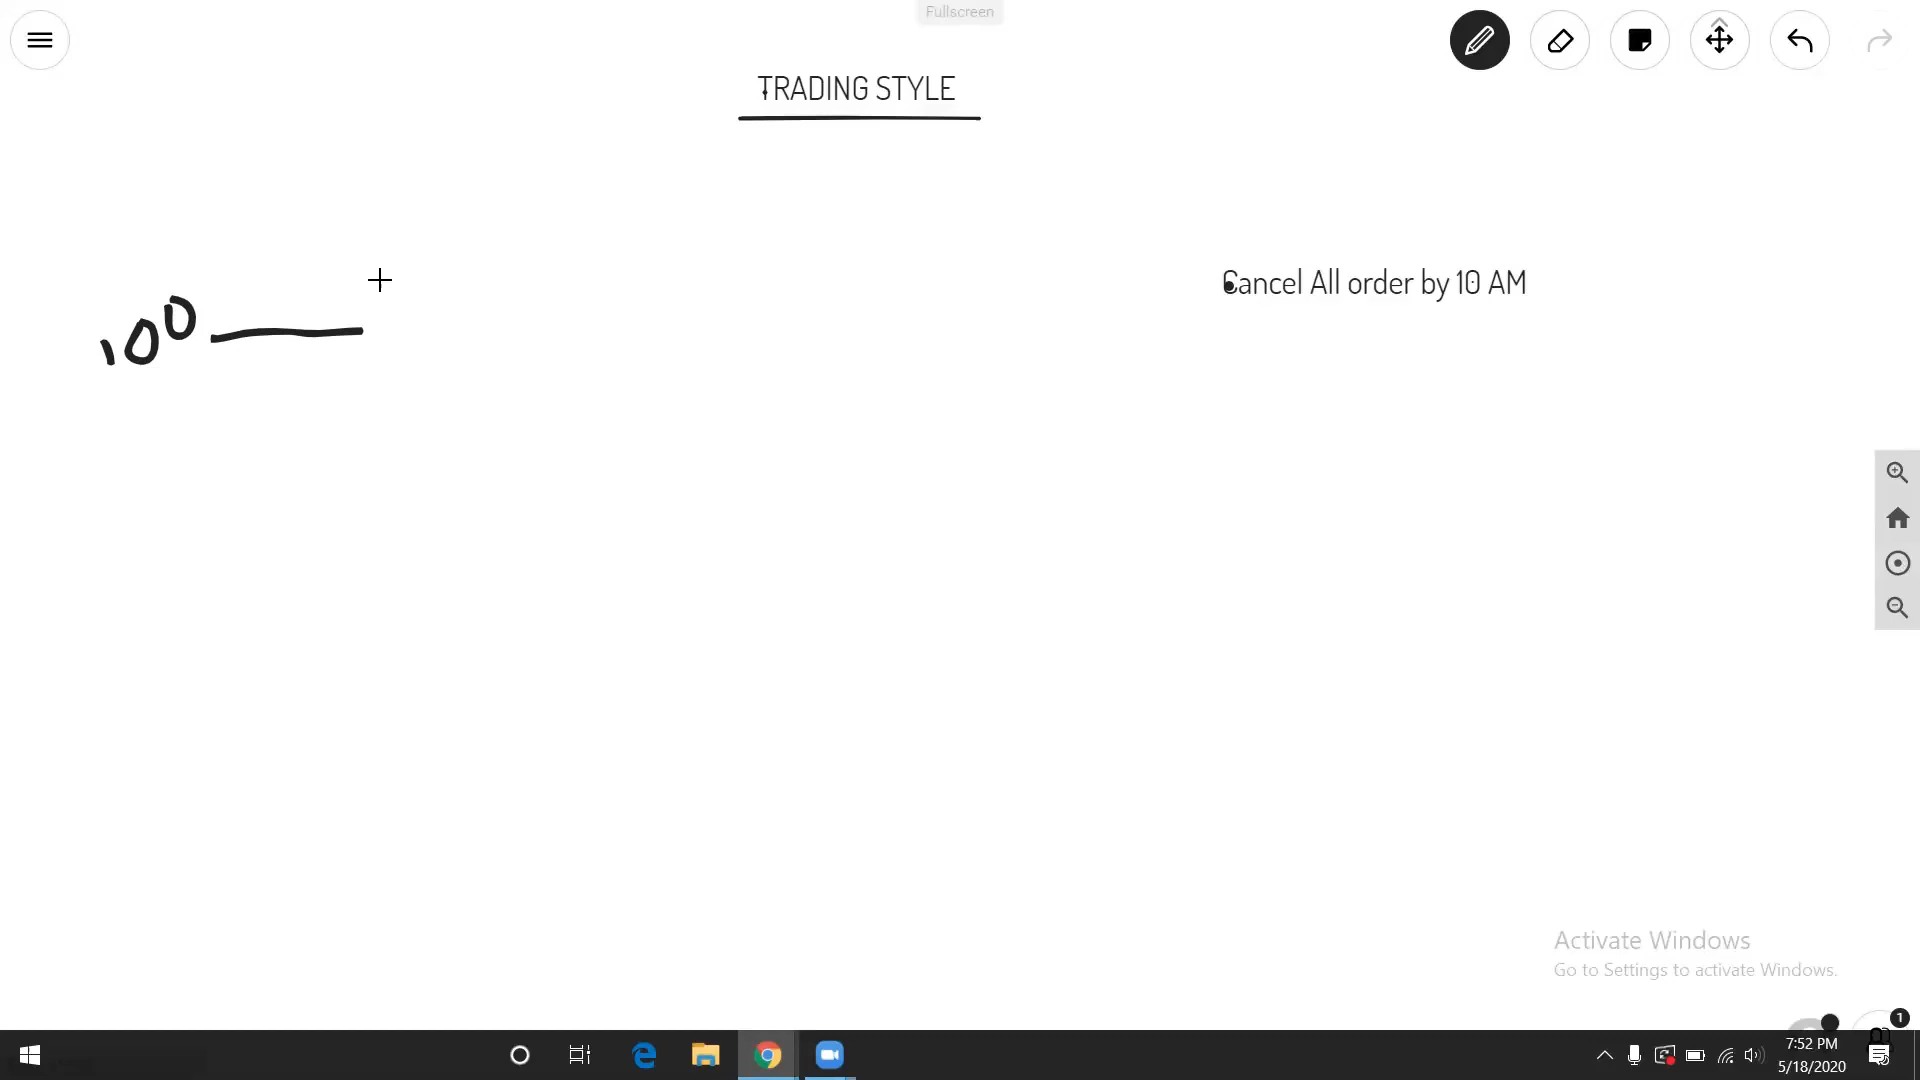 Fullscreen
TRADING STYLE
Cancel All order by 10 AM
100
Activate Windows
Go to Settings to activate Windows.
1
7:52 PM
5/18/2020